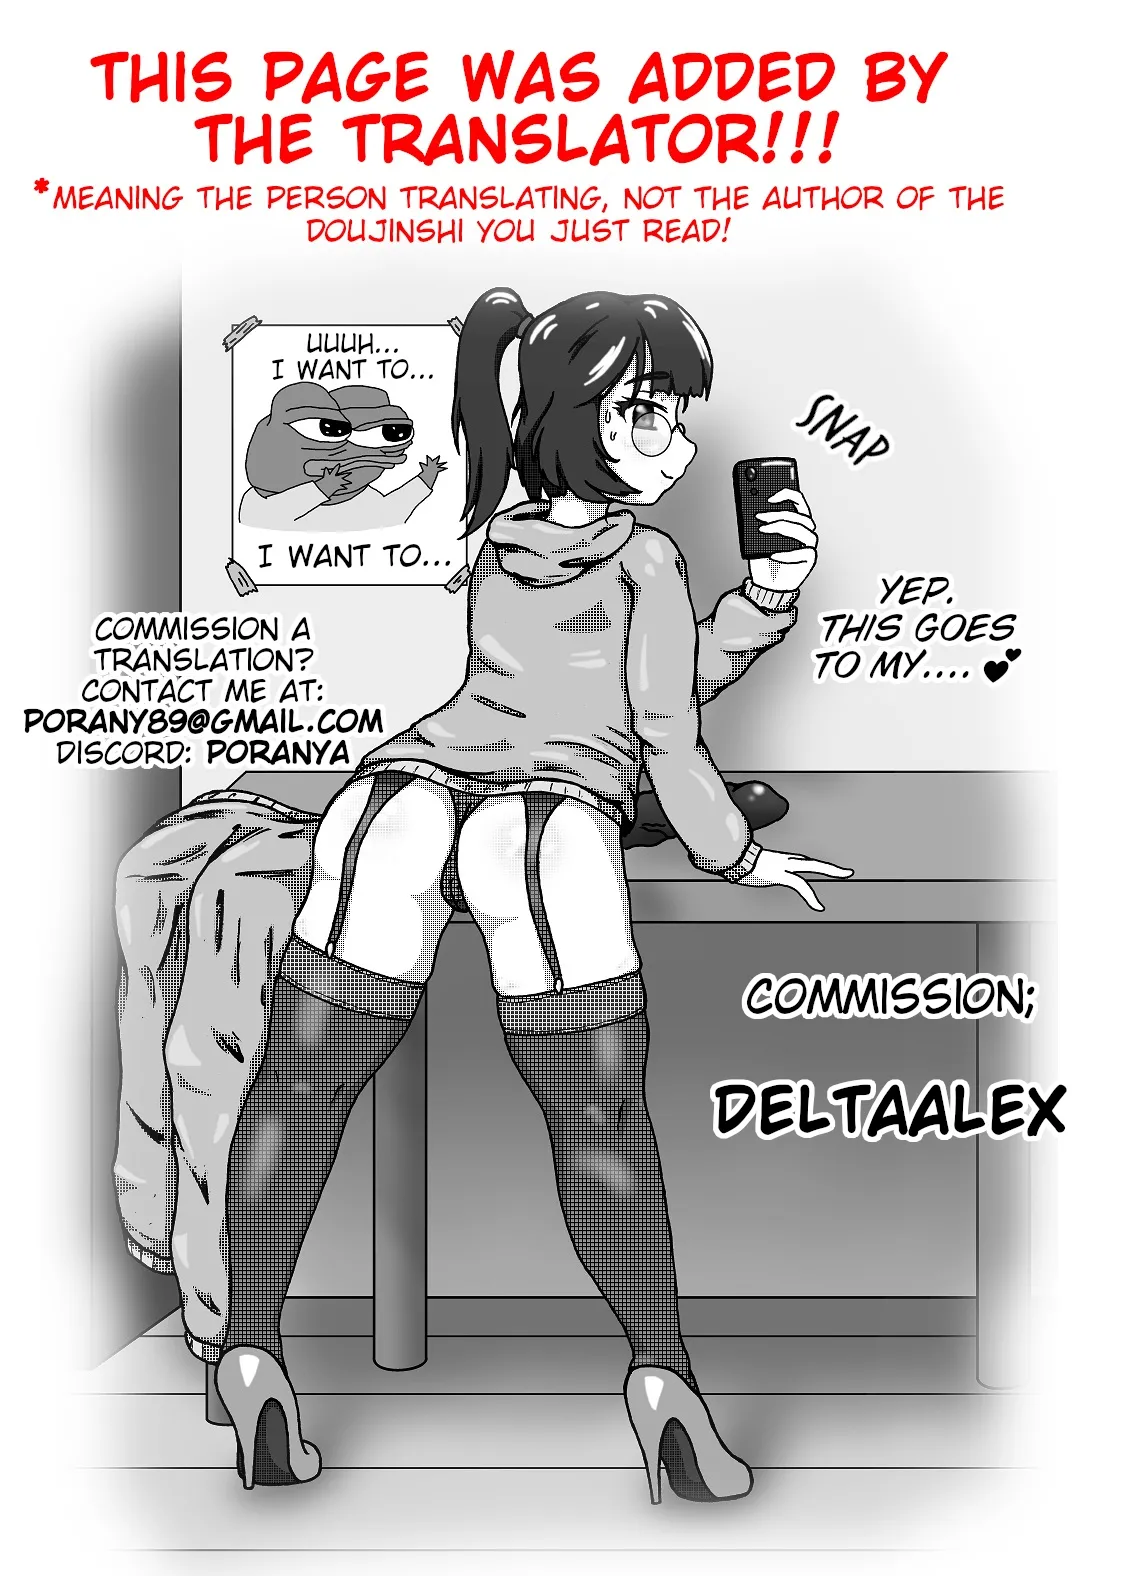 THIS PAGE WAS ADDED BY
THE TRANSLATOR!!!
*MEANING THE PERSON TRANSLATING, NOT THE AUTHOR OF THE
DOUJINSHI YOU JUST READ!
UUUH...
I WANT TO...
I WANT TO...
SNAP
YEP.
THIS GOES
TO MY....
COMMISSION A
TRANSLATION?
CONTACT ME AT:
PORANY89@GMAIL.COM
DISCORD: PORANYA
COMMISSION;
DELTAALEX